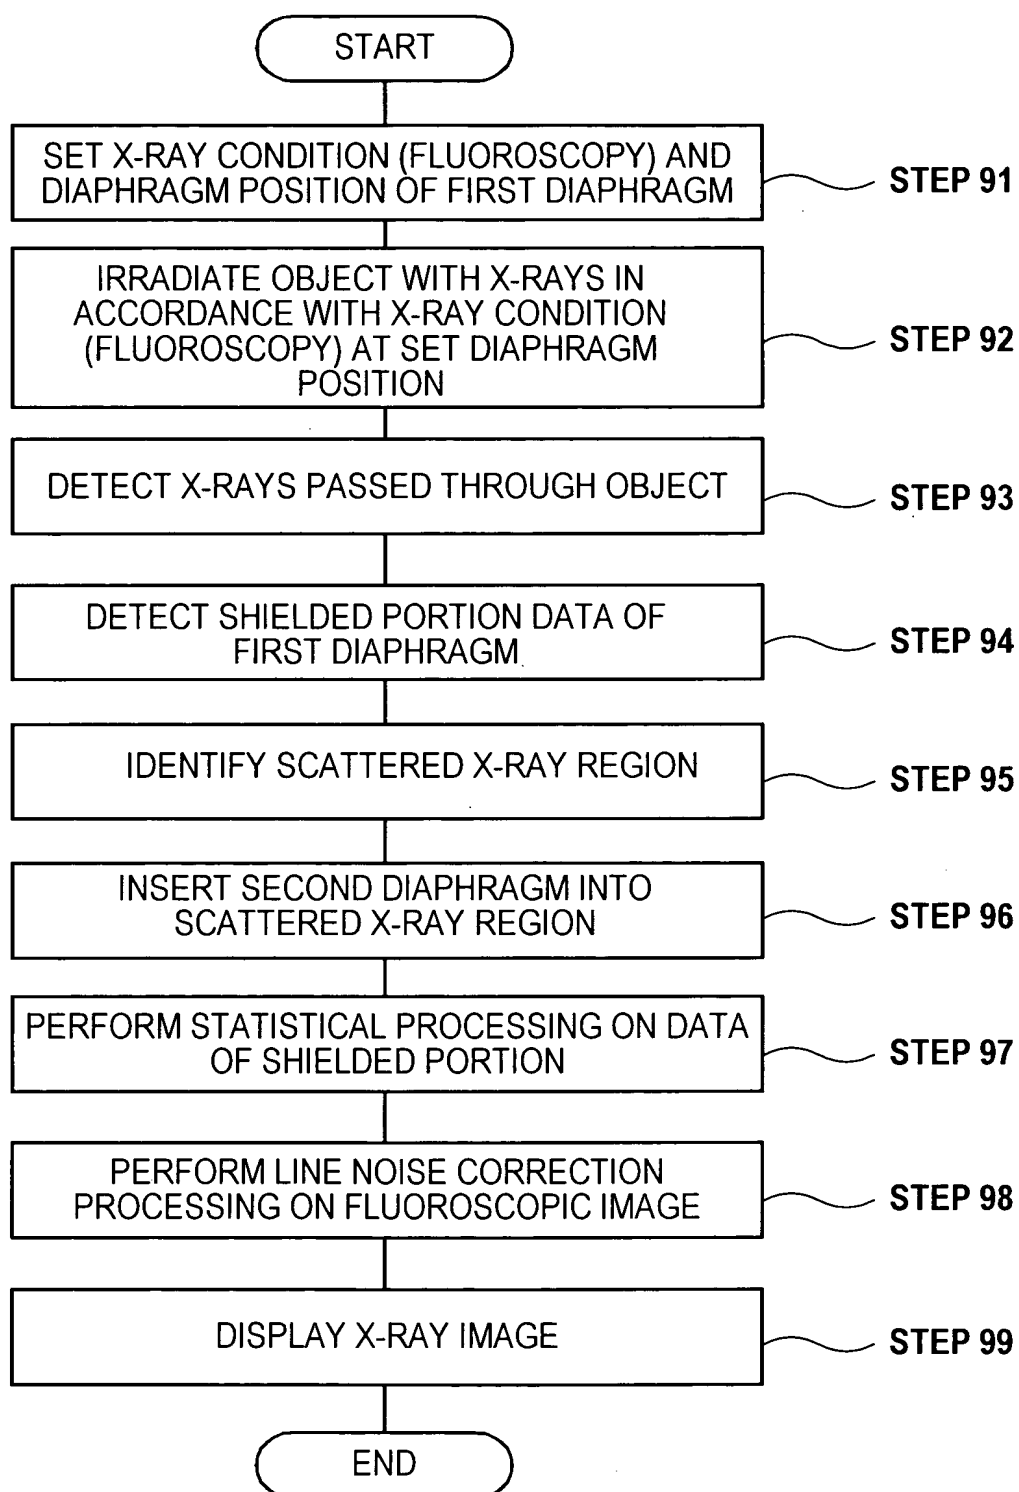 START
SET X-RAY CONDITION (FLUOROSCOPY) AND
DIAPHRAGM POSITION OF FIRST DIAPHRAGM
STEP 91
IRRADIATE OBJECT WITH X-RAYS IN
ACCORDANCE WITH X-RAY CONDITION
(FLUOROSCOPY) AT SET DIAPHRAGM
POSITION
STEP 92
DETECT X-RAYS PASSED THROUGH OBJECT
STEP 93
DETECT SHIELDED PORTION DATA OF
FIRST DIAPHRAGM
STEP 94
IDENTIFY SCATTERED X-RAY REGION
STEP 95
INSERT SECOND DIAPHRAGM INTO
SCATTERED X-RAY REGION
STEP 96
PERFORM STATISTICAL PROCESSING ON DATA
OF SHIELDED PORTION
STEP 97
PERFORM LINE NOISE CORRECTION
PROCESSING ON FLUOROSCOPIC IMAGE
STEP 98
DISPLAY X-RAY IMAGE
STEP 99
END